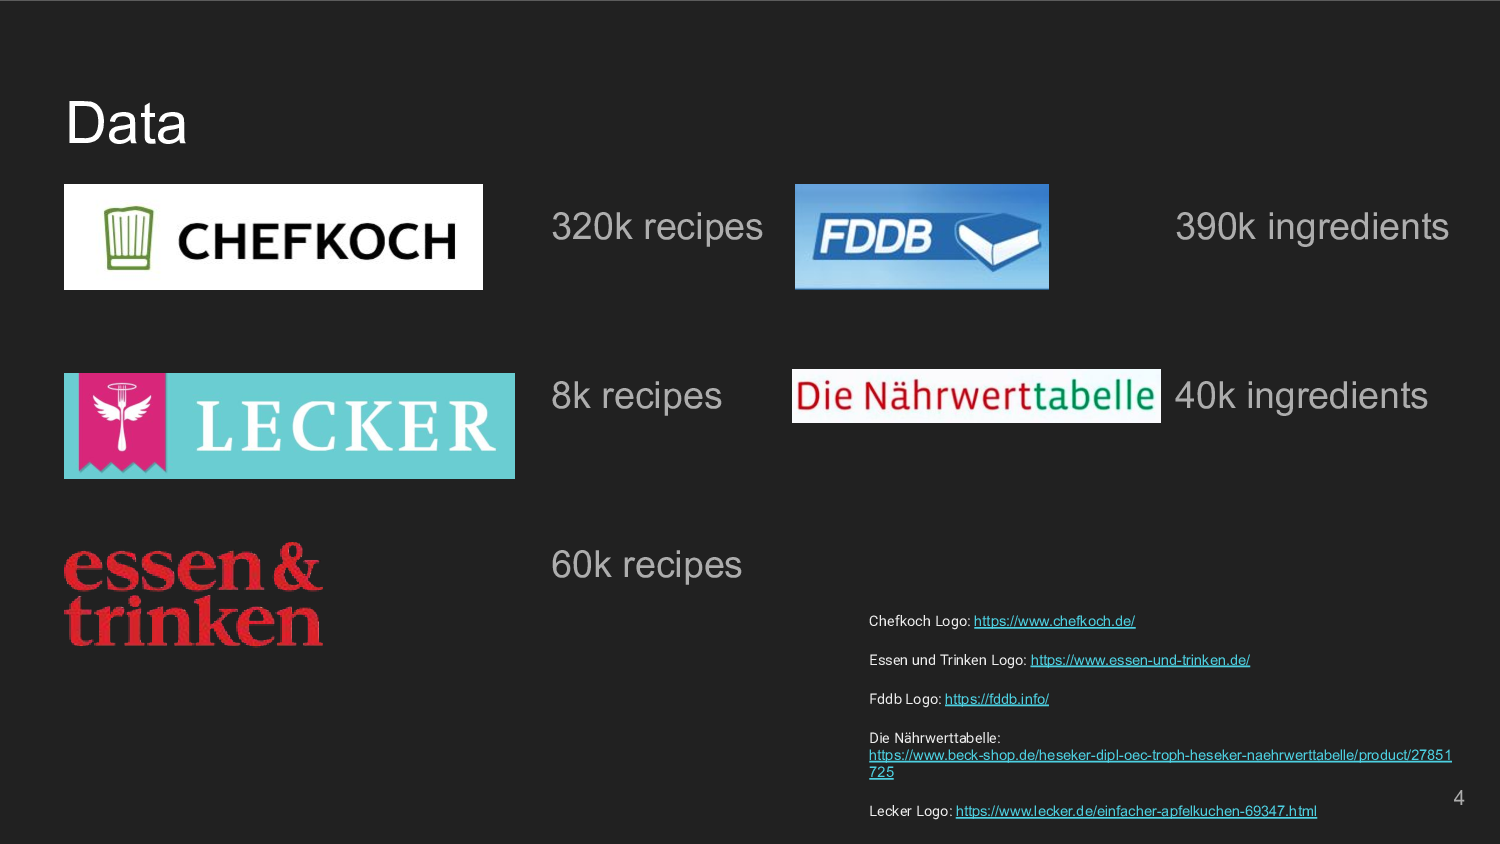 Data
CHEFKOCH
320k recipes
FDDB
390k ingredients
LECKER
8k recipes
Die Nährwerttabelle
40k ingredients
essen &
trinken
60k recipes
Chefkoch Logo: https://www.chefkoch.de/
Essen und Trinken Logo: https://www.essen-und-trinken.de/
Fddb Logo: https://fddb.info/
Die Nährwerttabelle:
https://www.beck-shop.de/heseker-dipl-oec-troph-heseker-naehrwerttabelle/product/27851
725
Lecker Logo: https://www.lecker.de/einfacher-apfelkuchen-69347.html
4